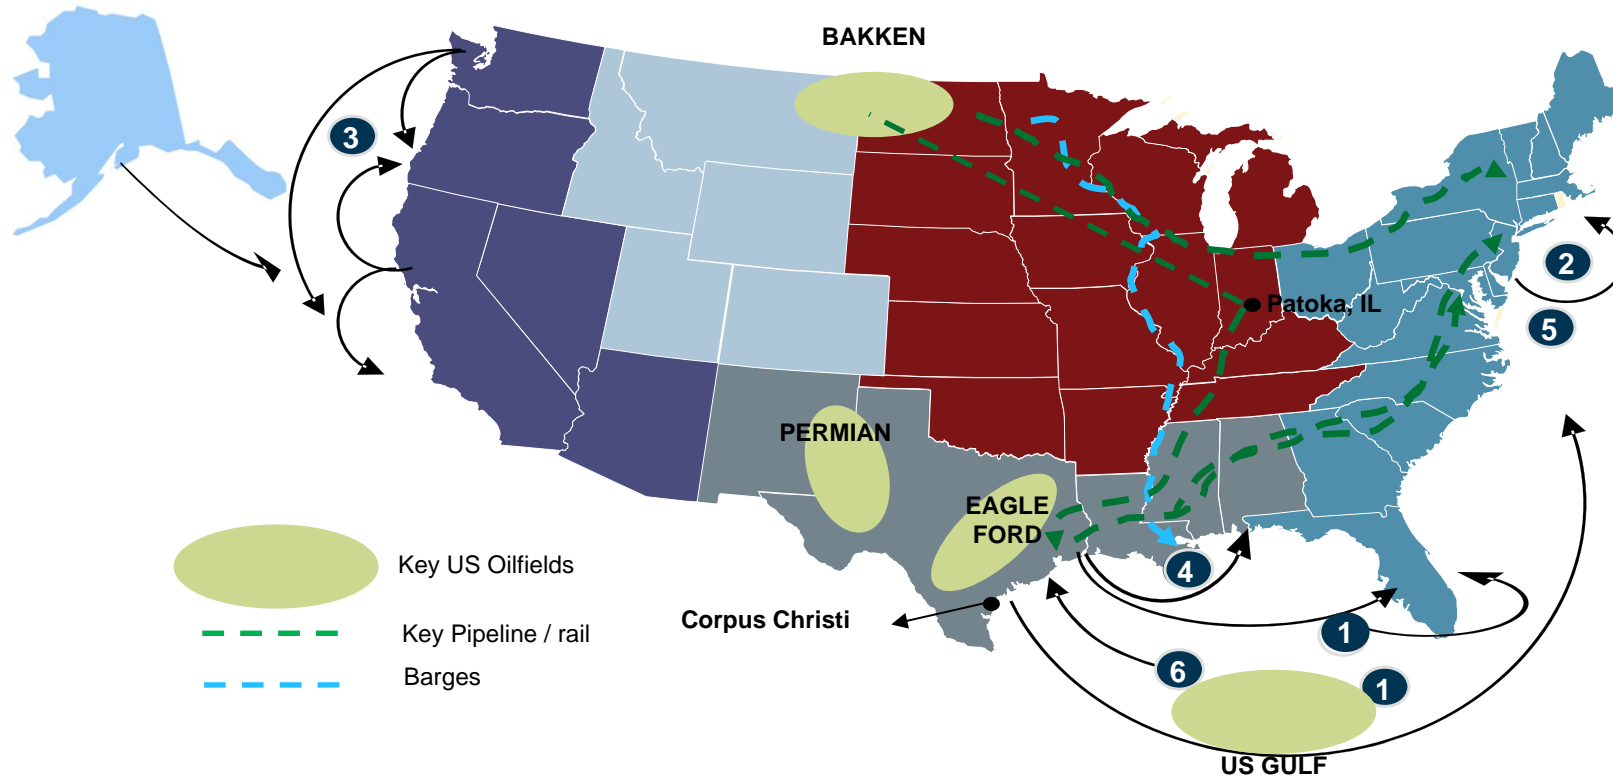 BAKKEN
3
2
Patoka, IL
5
PERMIAN
EAGLE
FORD
Key US Oilfields
4
Corpus Christi
Key Pipeline / rail
1
Barges
6
1
US GULF